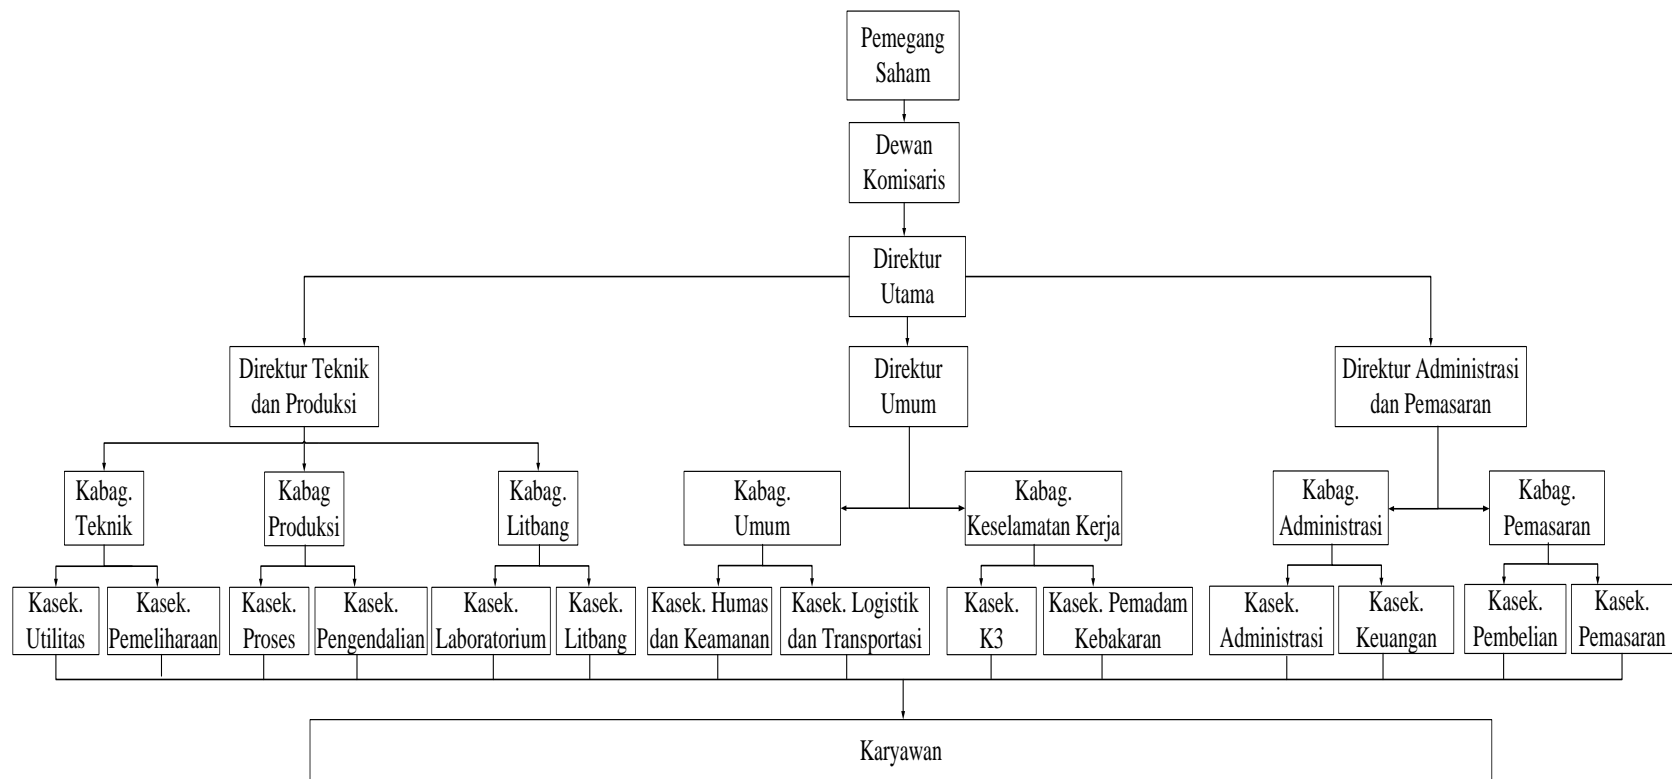 Pemegang
Saham
Dewan
Komisaris
Direktur
Utama
Direktur Teknik
dan Produksi
Direktur
Umum
Direktur Administrasi
dan Pemasaran
Kabag.
Teknik
Kabag
Produksi
Kabag.
Litbang
Kabag.
Umum
Kabag.
Keselamatan Kerja
Kabag.
Administrasi
Kabag.
Pemasaran
Kasek.
Utilitas
Kasek.
Pemeliharaan
Kasek.
Proses
Kasek.
Pengendalian
Kasek.
Laboratorium
Kasek.
Litbang
Kasek. Humas
dan Keamanan
Kasek. Logistik
dan Transportasi
Kasek.
K3
Kasek. Pemadam
Kebakaran
Kasek.
Administrasi
Kasek.
Keuangan
Kasek.
Pembelian
Kasek.
Pemasaran
Karyawan